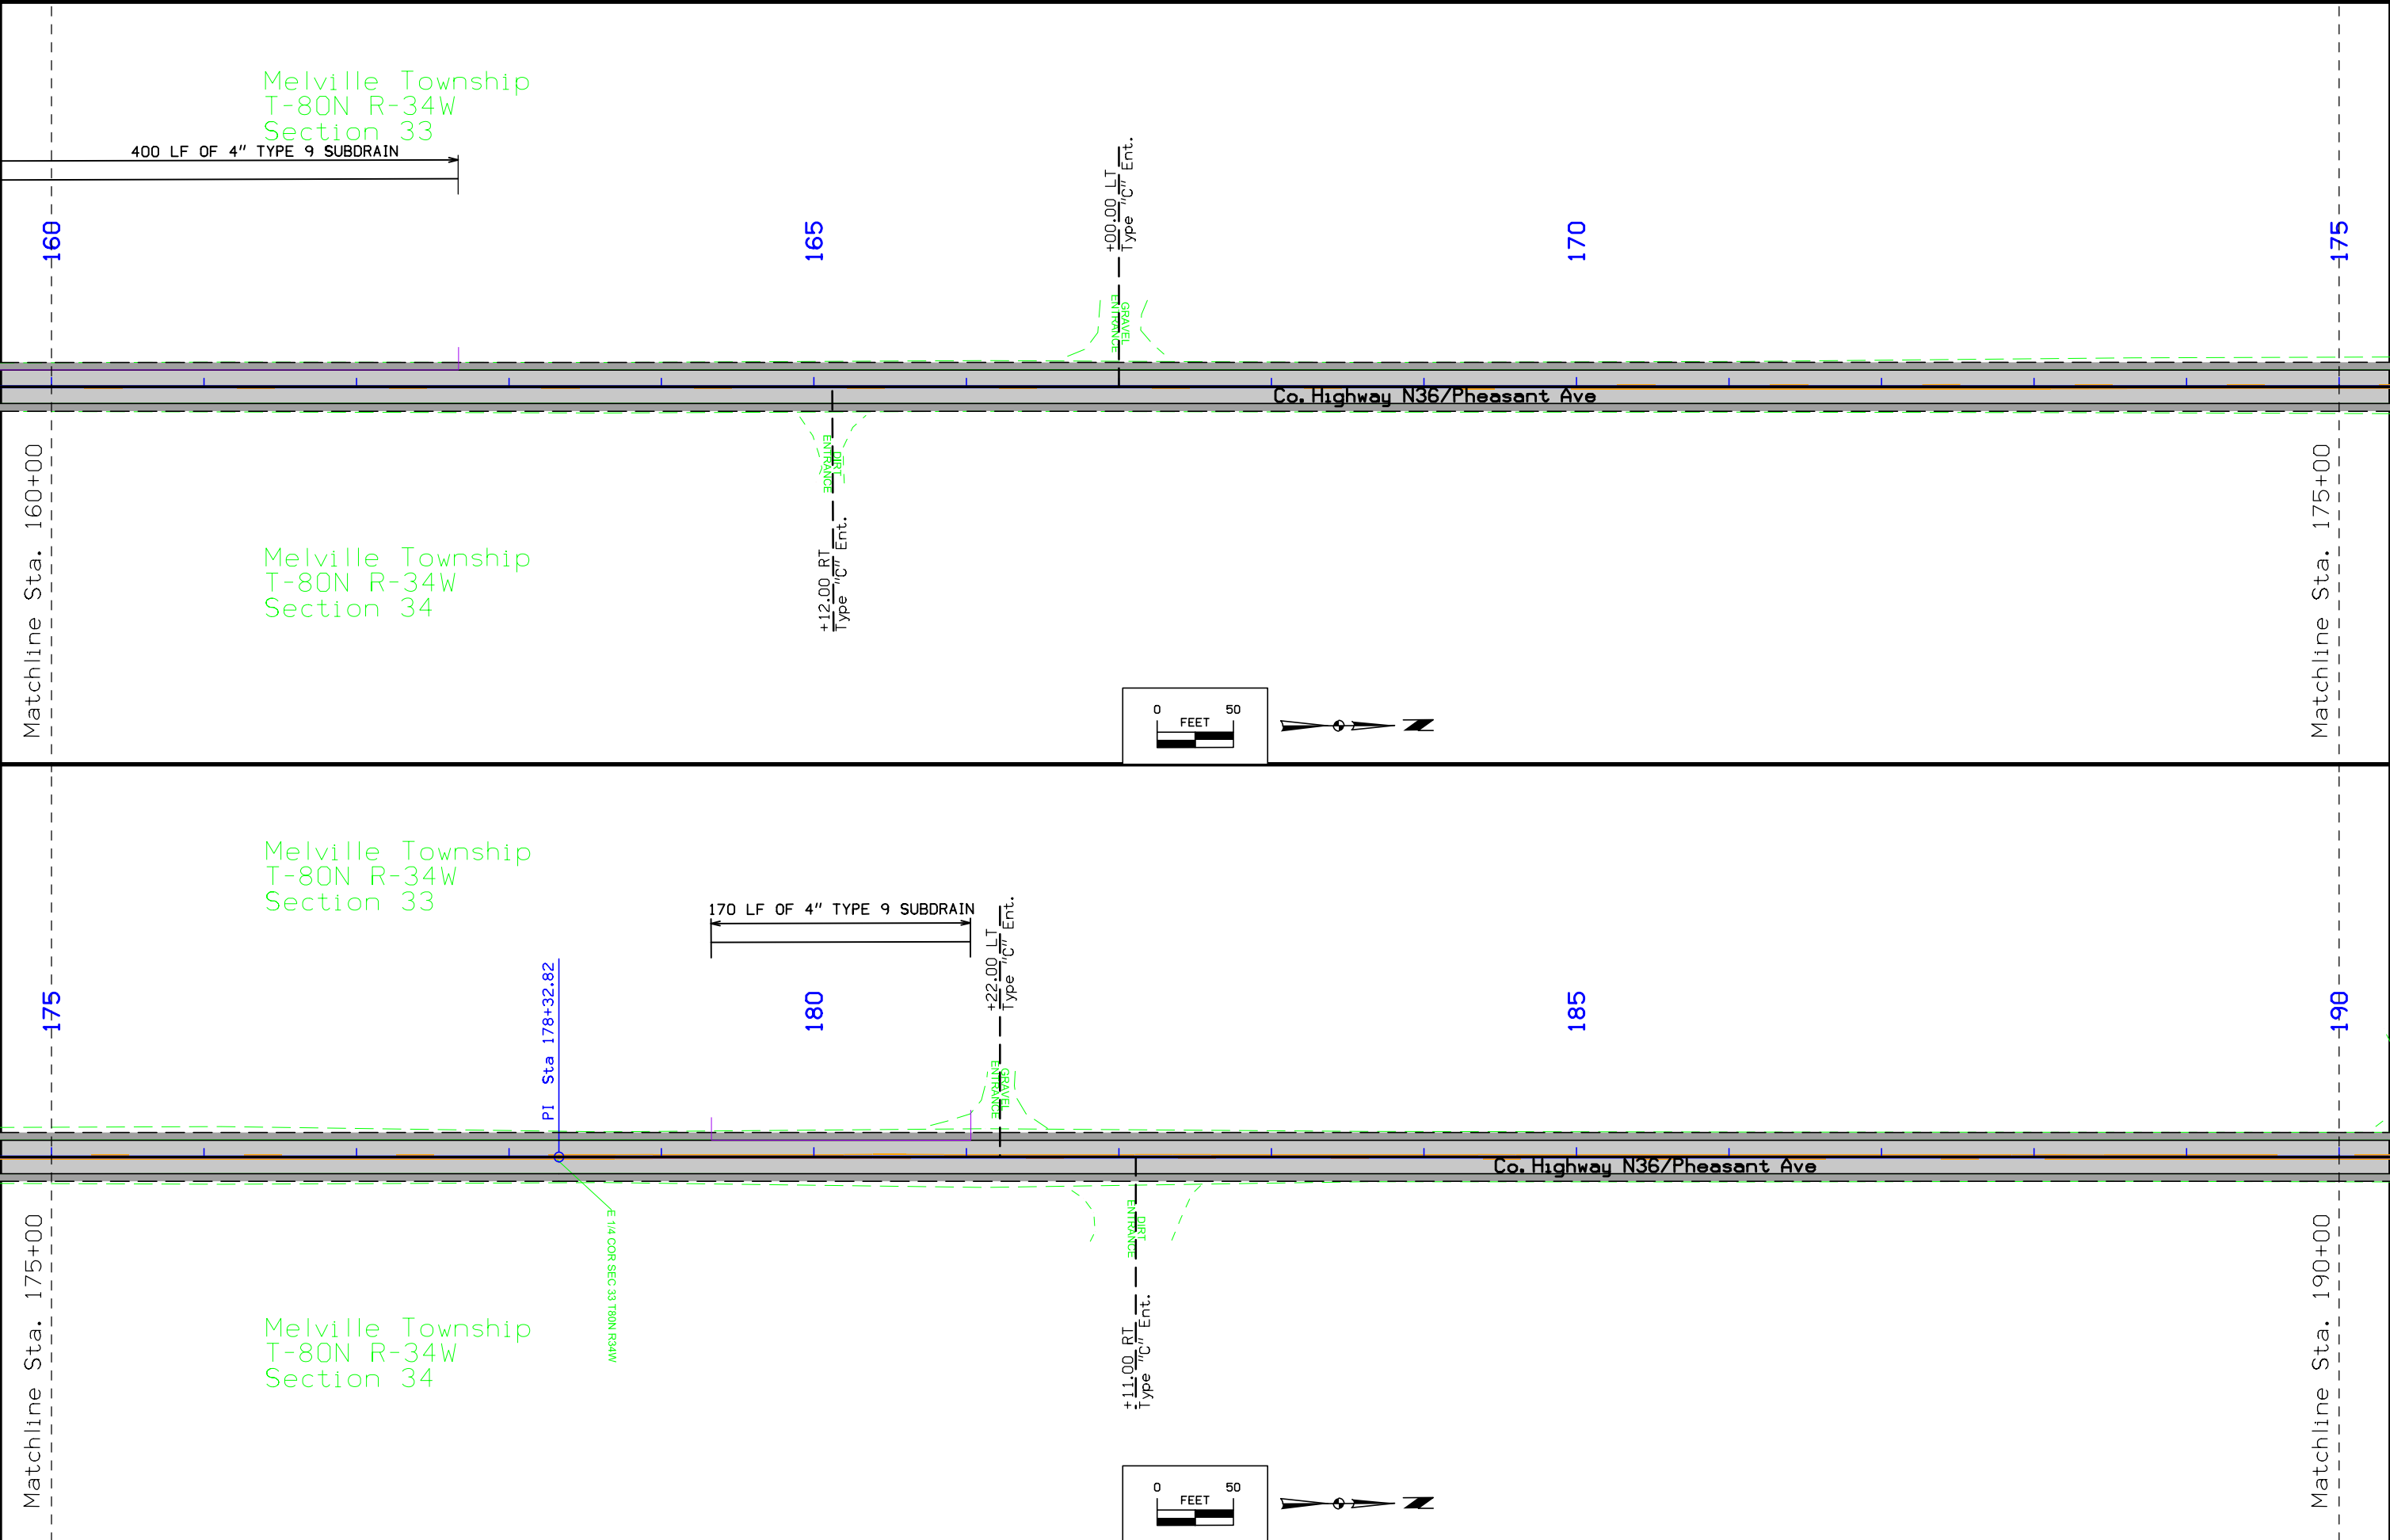 Melville Township
T-80N R-34W
Section 33
400 LF OF 4" TYPE 9 SUBDRAIN
160
165
+00.00 LT
Type "C" Ent.
170
175
GRAVEL
ENTRANCE
Co. Highway N36/Pheasant Ave
DIRT
ENTRANCE
Matchline Sta. 160+00
Melville Township
T-80N R-34W
Section 34
+12.00 RT
Type "C" Ent.
Matchline Sta. 175+00
0 50
FEET
N
Melville Township
T-80N R-34W
Section 33
170 LF OF 4" TYPE 9 SUBDRAIN
175
PI Sta 178+32.82
180
+22.00 LT
Type "C" Ent.
185
190
GRAVEL
ENTRANCE
Co. Highway N36/Pheasant Ave
E 1/4 COR SEC 33 T80N R34W
DIRT
ENTRANCE
Matchline Sta. 175+00
Melville Township
T-80N R-34W
Section 34
+11.00 RT
Type "C" Ent.
Matchline Sta. 190+00
0 50
FEET
N